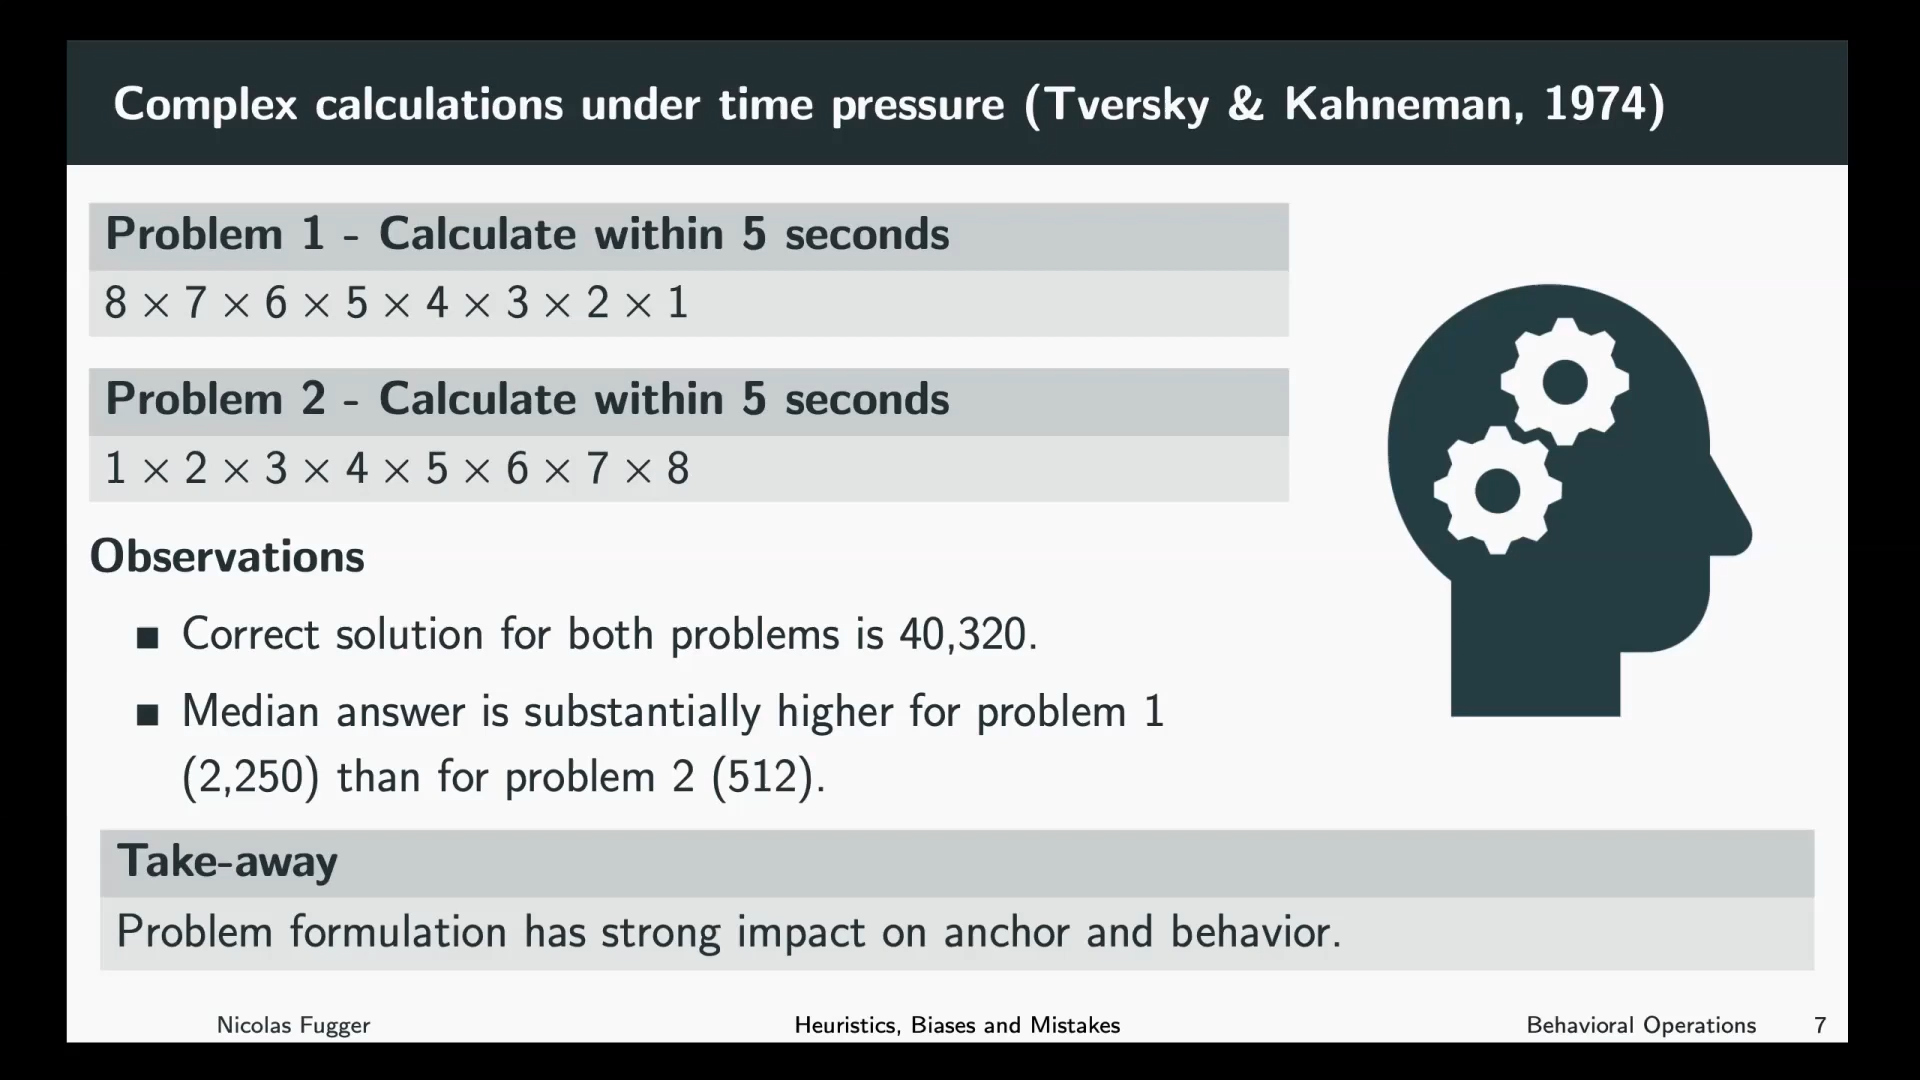 Complex calculations under time pressure (Tversky & Kahneman, 1974)
Problem 1 - Calculate within 5 seconds
8 × 7 × 6 × 5 × 4 × 3 × 2 × 1
Problem 2 - Calculate within 5 seconds
1 × 2 × 3 × 4 × 5 × 6 × 7 × 8
Observations
■ Correct solution for both problems is 40,320.
■ Median answer is substantially higher for problem 1
(2,250) than for problem 2 (512).
Take-away
Problem formulation has strong impact on anchor and behavior.
Nicolas Fugger Heuristics, Biases and Mistakes Behavioral Operations 7